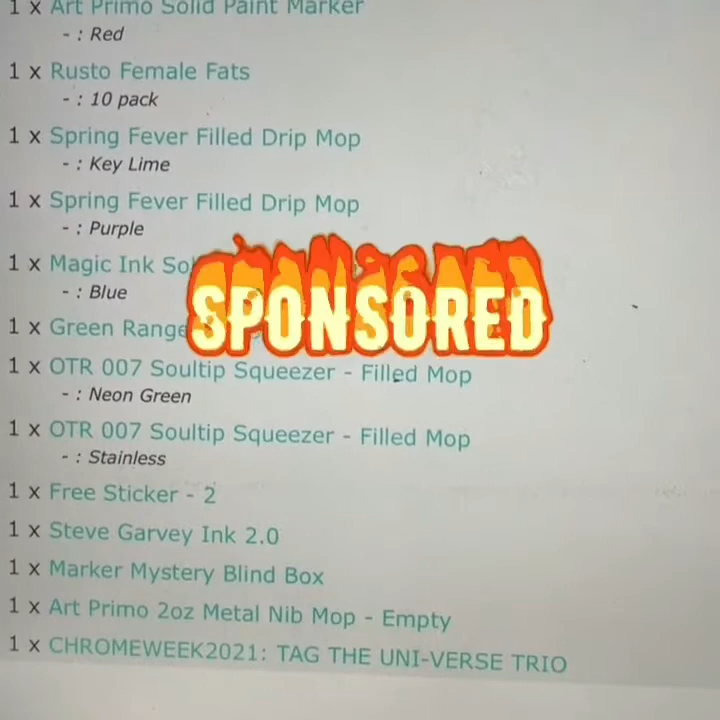 1 x Art Primo Solid Paint Marker
- : Red
1 x Rusto Female Fats
- : 10 pack
1 x Spring Fever Filled Drip Mop
- : Key Lime
1 x Spring Fever Filled Drip Mop
- : Purple
1 x Magic Ink
- : Blue
SPONSORED
1 x Green
1 x OTR 007 Soultip Squeezer - Filled Mop
- : Neon Green
1 x OTR 007 Soultip Squeezer - Filled Mop
- : Stainless
1 x Free Sticker - 2
1 x Steve Garvey Ink 2.0
1 x Marker Mystery Blind Box
1 x Art Primo 2oz Metal Nib Mop - Empty
1 x CHROMEWEEK2021: TAG THE UNI-VERSE TRIO